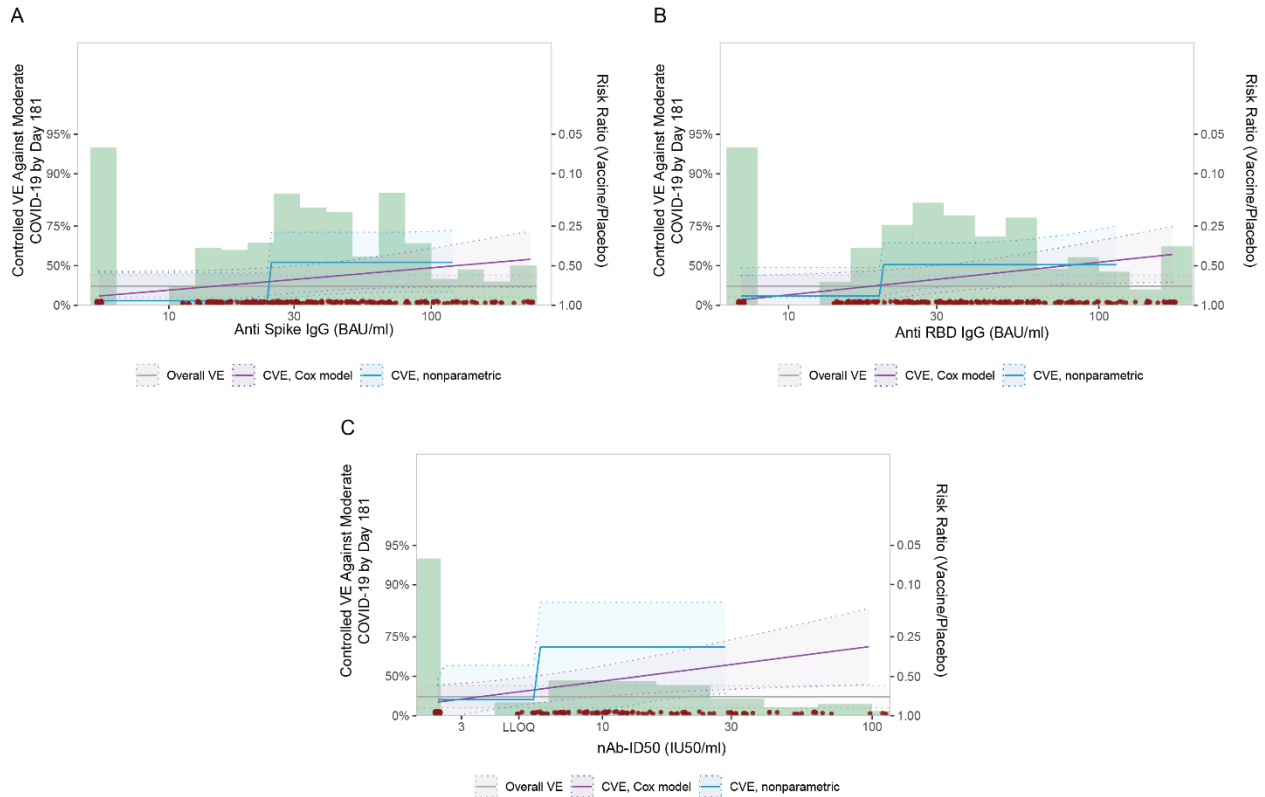 A
Controlled VE Against Moderate
COVID-19 by Day 181
95%
90%
75%
50%
0%
0.05
0.10
0.25
0.50
1.00
Risk Ratio (Vaccine/Placebo)
10 30 100
Anti Spike IgG (BAU/ml)
Overall VE CVE, Cox model CVE, nonparametric
B
Controlled VE Against Moderate
COVID-19 by Day 181
95%
90%
75%
50%
0%
0.05
0.10
0.25
0.50
1.00
Risk Ratio (Vaccine/Placebo)
10 30 100
Anti RBD IgG (BAU/ml)
Overall VE CVE, Cox model CVE, nonparametric
C
Controlled VE Against Moderate
COVID-19 by Day 181
95%
90%
75%
50%
0%
0.05
0.10
0.25
0.50
1.00
Risk Ratio (Vaccine/Placebo)
3 LLOQ 10 30 100
nAb-ID50 (IU50/ml)
Overall VE CVE, Cox model CVE, nonparametric